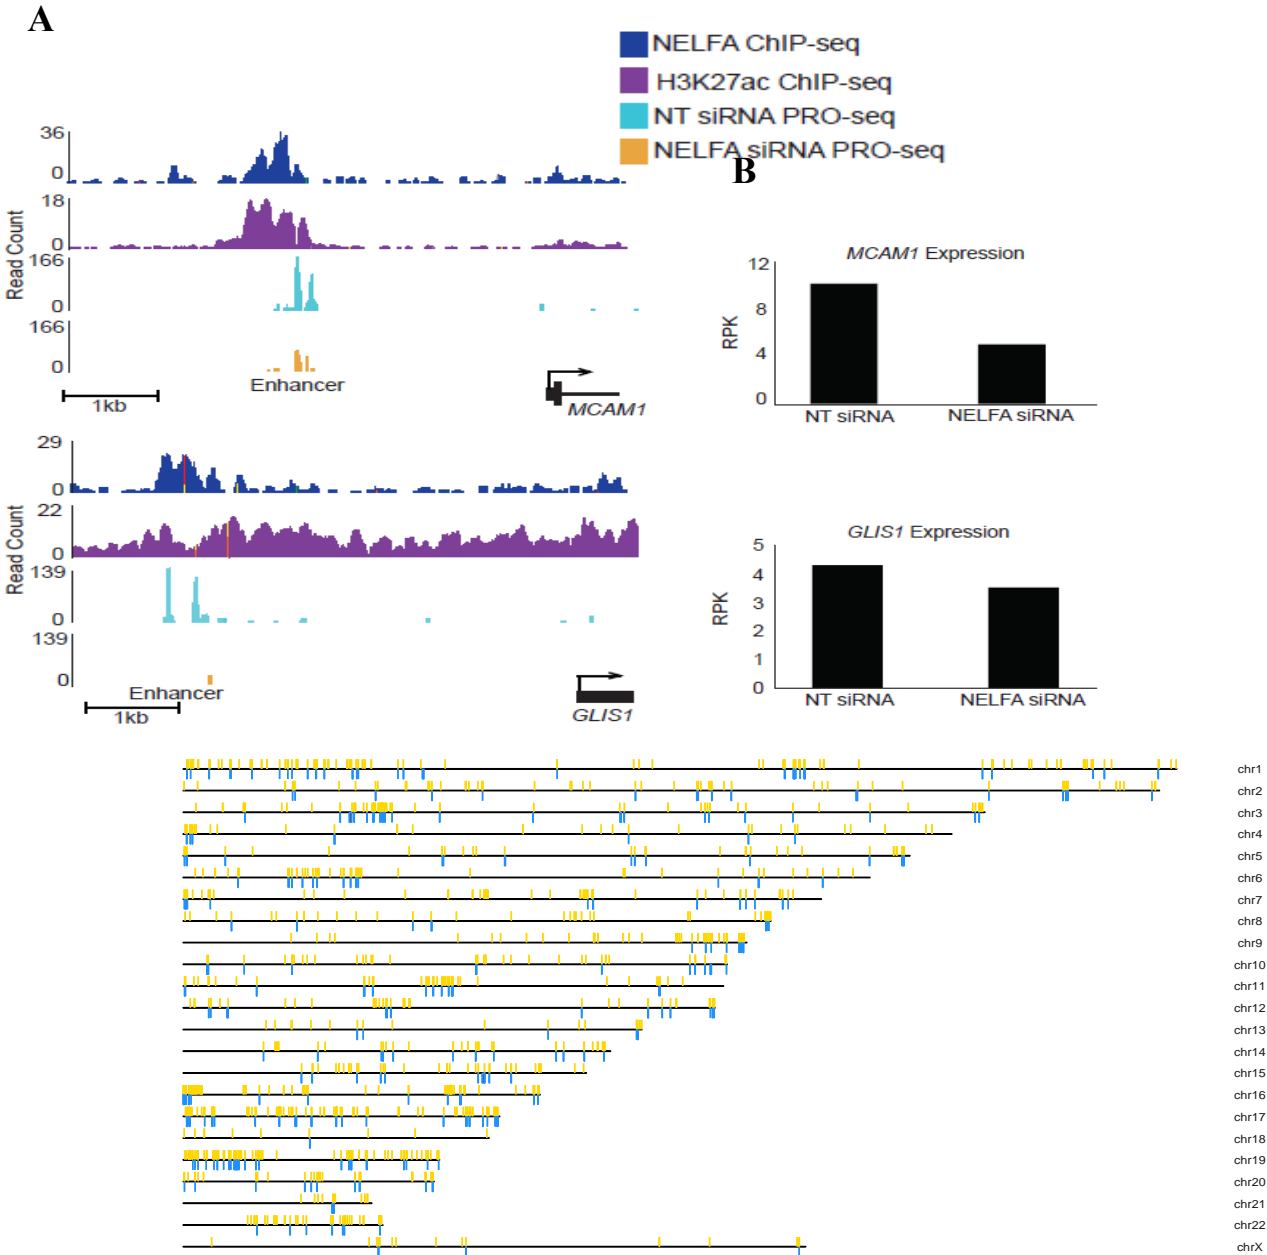 A
NELFA ChIP-seq
H3K27ac ChIP-seq
NT siRNA PRO-seq
NELFA siRNA PRO-seq
B
Read Count
36
0
18
0
166
0
166
0
Enhancer
1kb
MCAM1
MCAM1 Expression
RPK
12
8
4
0
NT siRNA
NELFA siRNA
Read Count
29
0
22
0
139
0
139
0
Enhancer
1kb
GLIS1
GLIS1 Expression
RPK
5
4
3
2
1
0
NT siRNA
NELFA siRNA
chr1
chr2
chr3
chr4
chr5
chr6
chr7
chr8
chr9
chr10
chr11
chr12
chr13
chr14
chr15
chr16
chr17
chr18
chr19
chr20
chr21
chr22
chrX